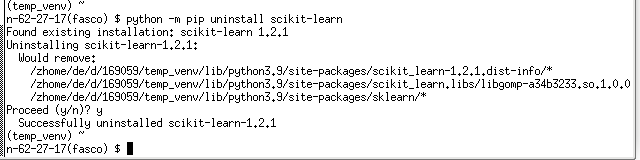 (temp_venv) ~
n-62-27-17(fasco) $ python -m pip uninstall scikit-learn
Found existing installation: scikit-learn 1.2.1
Uninstalling scikit-learn-1.2.1:
  Would remove:
    /zhome/de/d/169059/temp_venv/lib/python3.9/site-packages/scikit_learn-1.2.1.dist-info/*
    /zhome/de/d/169059/temp_venv/lib/python3.9/site-packages/scikit_learn.libs/libgomp-a34b3233.so.1.0.0
    /zhome/de/d/169059/temp_venv/lib/python3.9/site-packages/sklearn/*
Proceed (y/n)? y
  Successfully uninstalled scikit-learn-1.2.1
(temp_venv) ~
n-62-27-17(fasco) $